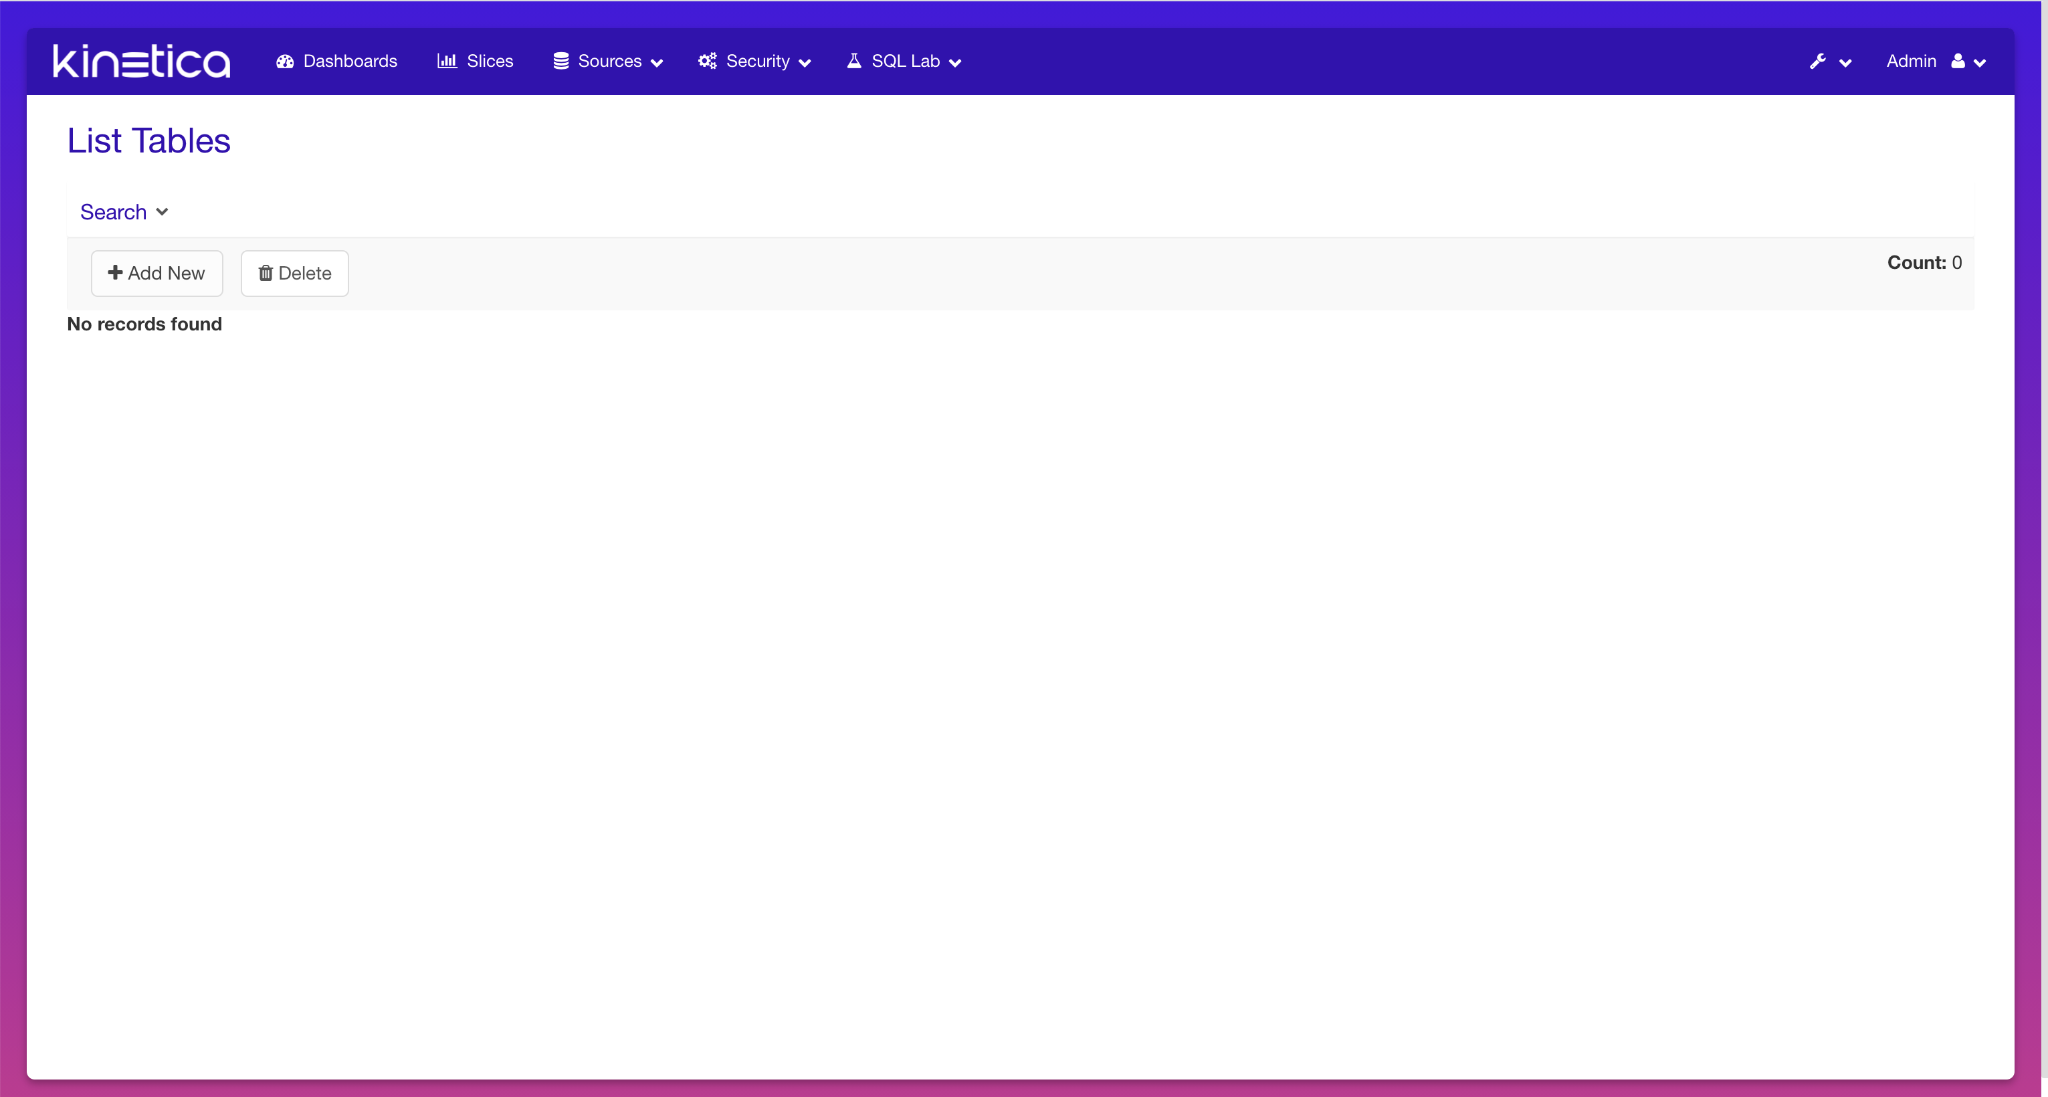 kinetica Dashboards Slices Sources Security SQL Lab Admin
List Tables
Search
Add New Delete Count: 0
No records found